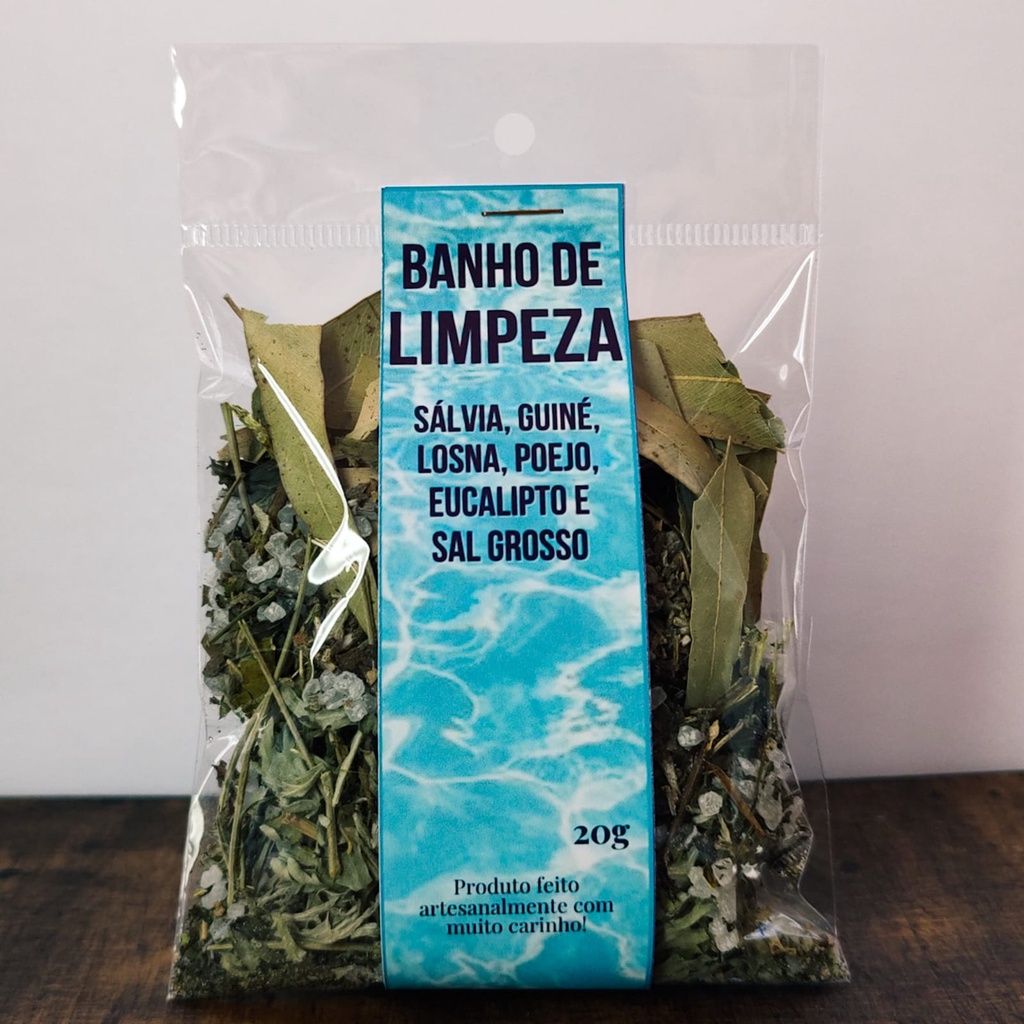 BANHO DE
LIMPEZA
SÁLVIA, GUINÉ,
LOSNA, POEJO,
EUCALIPTO E
SAL GROSSO
20g
Produto feito
artesanalmente com
muito carinho!